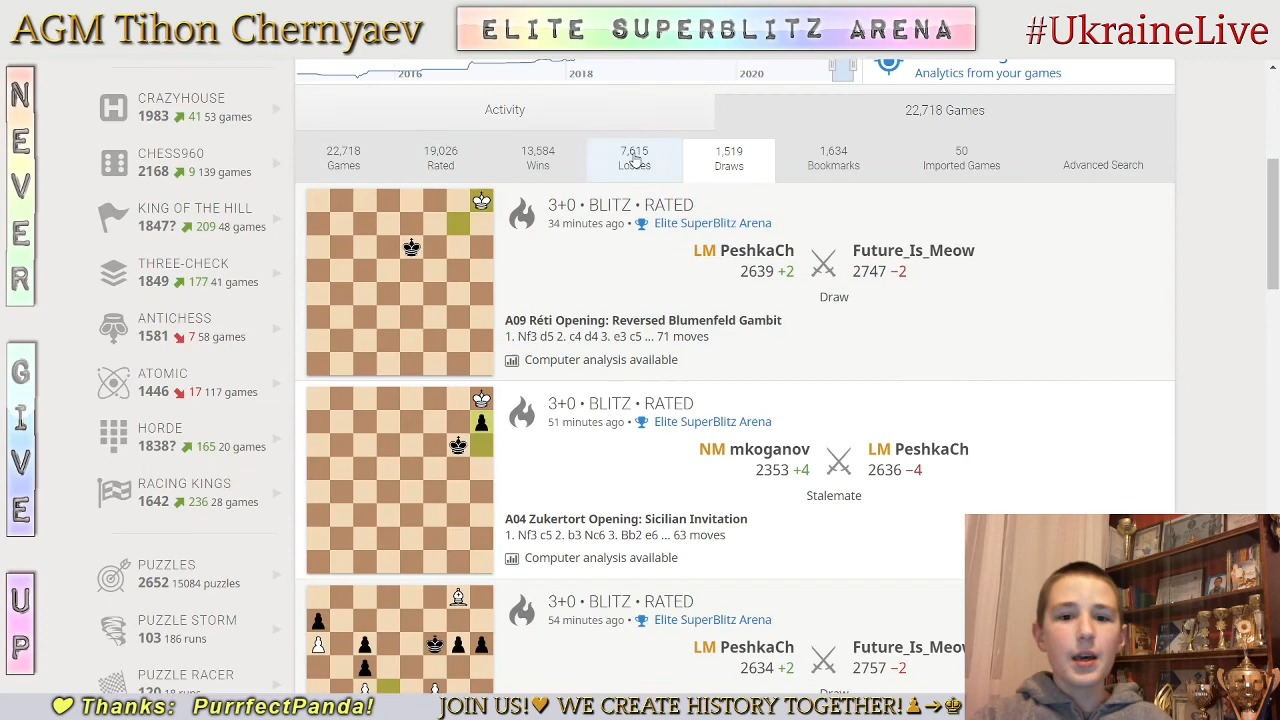 AGM Tihon Chernyaev
ELITE SUPERBLITZ ARENA
#UkraineLive
NEVER
GIVE
UP
CRAZYHOUSE
1983 41 53 games
CHESS960
2168 9 139 games
KING OF THE HILL
1847? 209 48 games
THREE-CHECK
1849 177 41 games
ANTICHESS
1581 7 58 games
ATOMIC
1446 17 117 games
HORDE
1838? 165 20 games
RACING KINGS
1642 236 28 games
PUZZLES
2652 15084 puzzles
PUZZLE STORM
103 186 runs
PUZZLE RACER
120 18 runs
2016 2018 2020
Analytics from your games
Activity
22,718 Games
22,718
Games
19,026
Rated
13,584
Wins
7,615
Losses
1,519
Draws
1,634
Bookmarks
50
Imported Games
Advanced Search
3+0 • BLITZ • RATED
34 minutes ago • Elite SuperBlitz Arena
LM PeshkaCh Future_Is_Meow
2639 +2 2747 −2
Draw
A09 Réti Opening: Reversed Blumenfeld Gambit
1. Nf3 d5 2. c4 d4 3. e3 c5 ... 71 moves
Computer analysis available
3+0 • BLITZ • RATED
51 minutes ago • Elite SuperBlitz Arena
NM mkoganov LM PeshkaCh
2353 +4 2636 −4
Stalemate
A04 Zukertort Opening: Sicilian Invitation
1. Nf3 c5 2. b3 Nc6 3. Bb2 e6 ... 63 moves
Computer analysis available
3+0 • BLITZ • RATED
54 minutes ago • Elite SuperBlitz Arena
LM PeshkaCh Future_Is_Meow
2634 +2 2757 −2
Draw
Thanks: PurrfectPanda!
JOIN US! WE CREATE HISTORY TOGETHER!